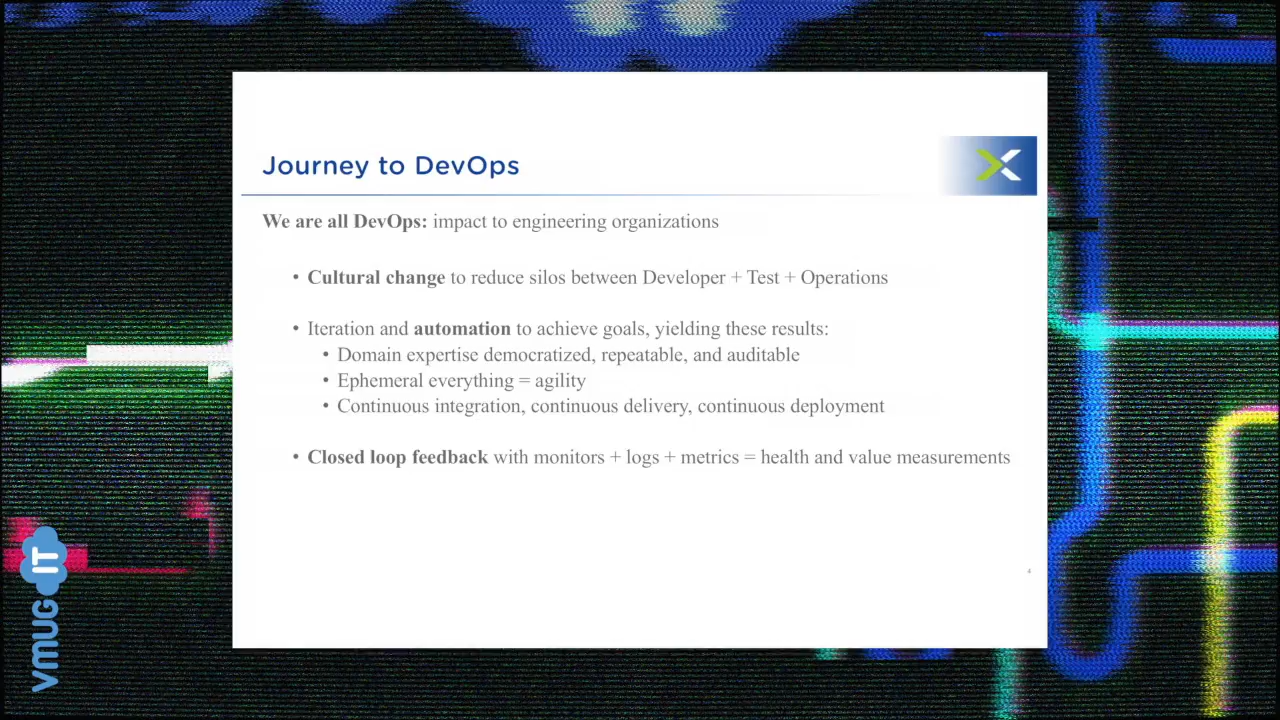 Journey to DevOps
We are all DevOps: impact to engineering organizations
• Cultural change to reduce silos between Developer + Test + Operations
• Iteration and automation to achieve goals, yielding these results:
• Domain expertise democratized, repeatable, and auditable
• Ephemeral everything = agility
• Continuous integration, continuous delivery, continuous deployment
• Closed loop feedback with monitors + logs + metrics = health and value measurements
4
vmug IT